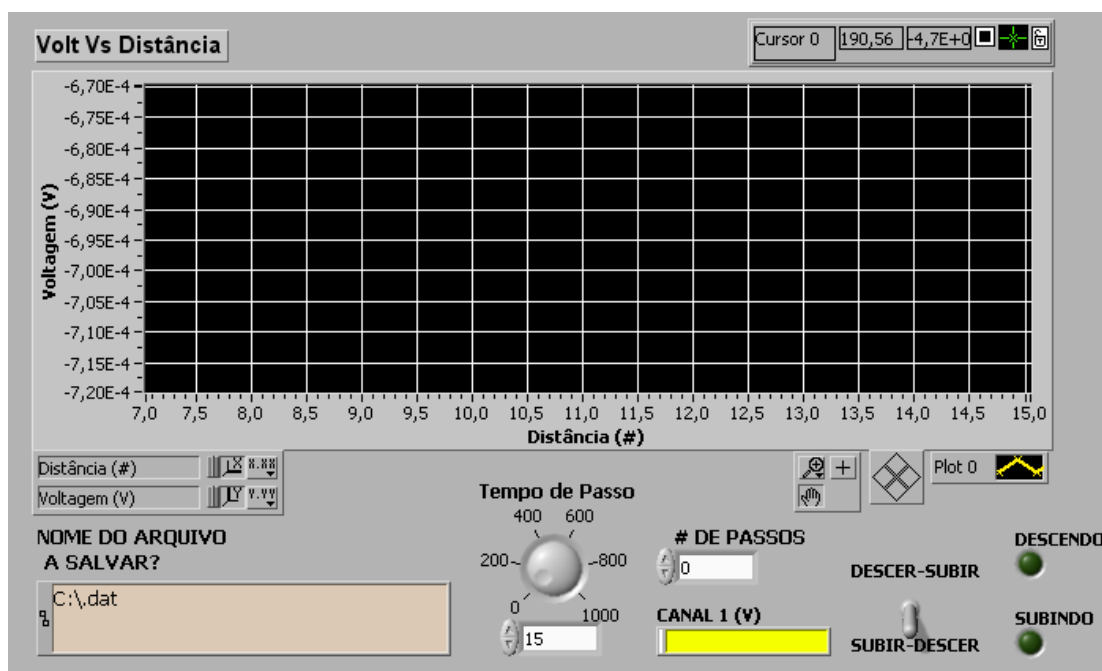 Volt Vs Distância
Cursor 0 190,56 -4,7E+0
-6,70E-4
-6,75E-4
-6,80E-4
-6,85E-4
-6,90E-4
-6,95E-4
-7,00E-4
-7,05E-4
-7,10E-4
-7,15E-4
-7,20E-4
Voltagem (V)
7,0 7,5 8,0 8,5 9,0 9,5 10,0 10,5 11,0 11,5 12,0 12,5 13,0 13,5 14,0 14,5 15,0
Distância (#)
Distância (#) X X.XX
Voltagem (V) Y Y.YY
Plot 0
NOME DO ARQUIVO
A SALVAR?
C:\.dat
Tempo de Passo
400 600
200 800
0 1000
15
# DE PASSOS
0
CANAL 1 (V)
DESCER-SUBIR
SUBIR-DESCER
DESCENDO
SUBINDO